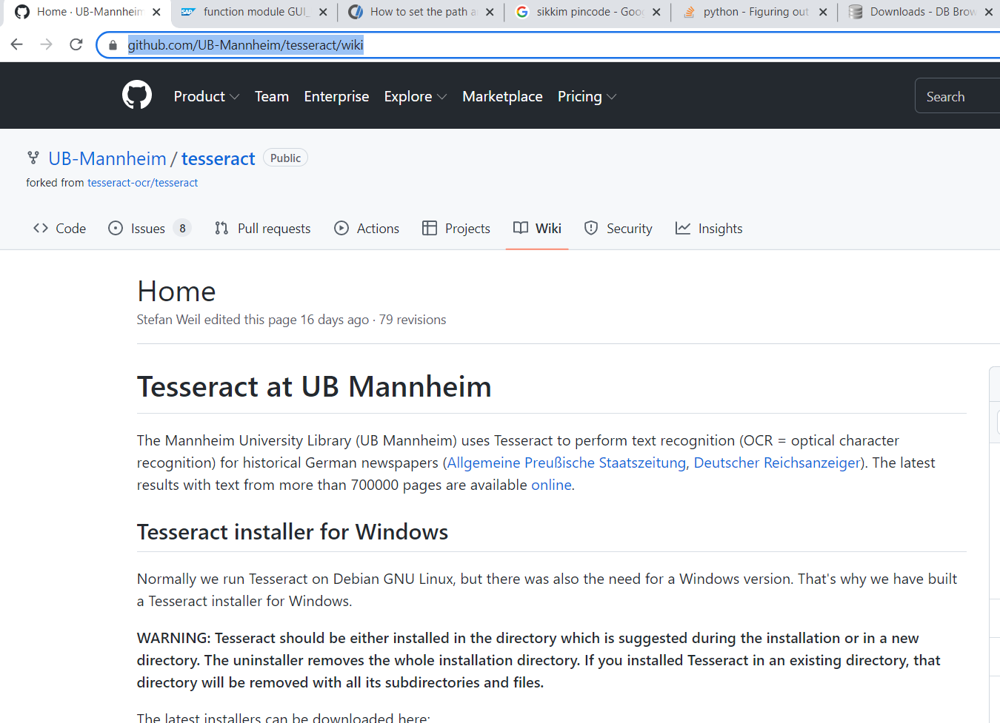 Home · UB-Mannheim
SAP function module GUI_
How to set the path a
sikkim pincode - Goo
python - Figuring out
Downloads - DB Brow
github.com/UB-Mannheim/tesseract/wiki
Product Team Enterprise Explore Marketplace Pricing Search
UB-Mannheim / tesseract Public
forked from tesseract-ocr/tesseract
Code Issues 8 Pull requests Actions Projects Wiki Security Insights
Home
Stefan Weil edited this page 16 days ago · 79 revisions
Tesseract at UB Mannheim
The Mannheim University Library (UB Mannheim) uses Tesseract to perform text recognition (OCR = optical character
recognition) for historical German newspapers (Allgemeine Preußische Staatszeitung, Deutscher Reichsanzeiger). The latest
results with text from more than 700000 pages are available online.
Tesseract installer for Windows
Normally we run Tesseract on Debian GNU Linux, but there was also the need for a Windows version. That's why we have built
a Tesseract installer for Windows.
WARNING: Tesseract should be either installed in the directory which is suggested during the installation or in a new
directory. The uninstaller removes the whole installation directory. If you installed Tesseract in an existing directory, that
directory will be removed with all its subdirectories and files.
The latest installers can be downloaded here: